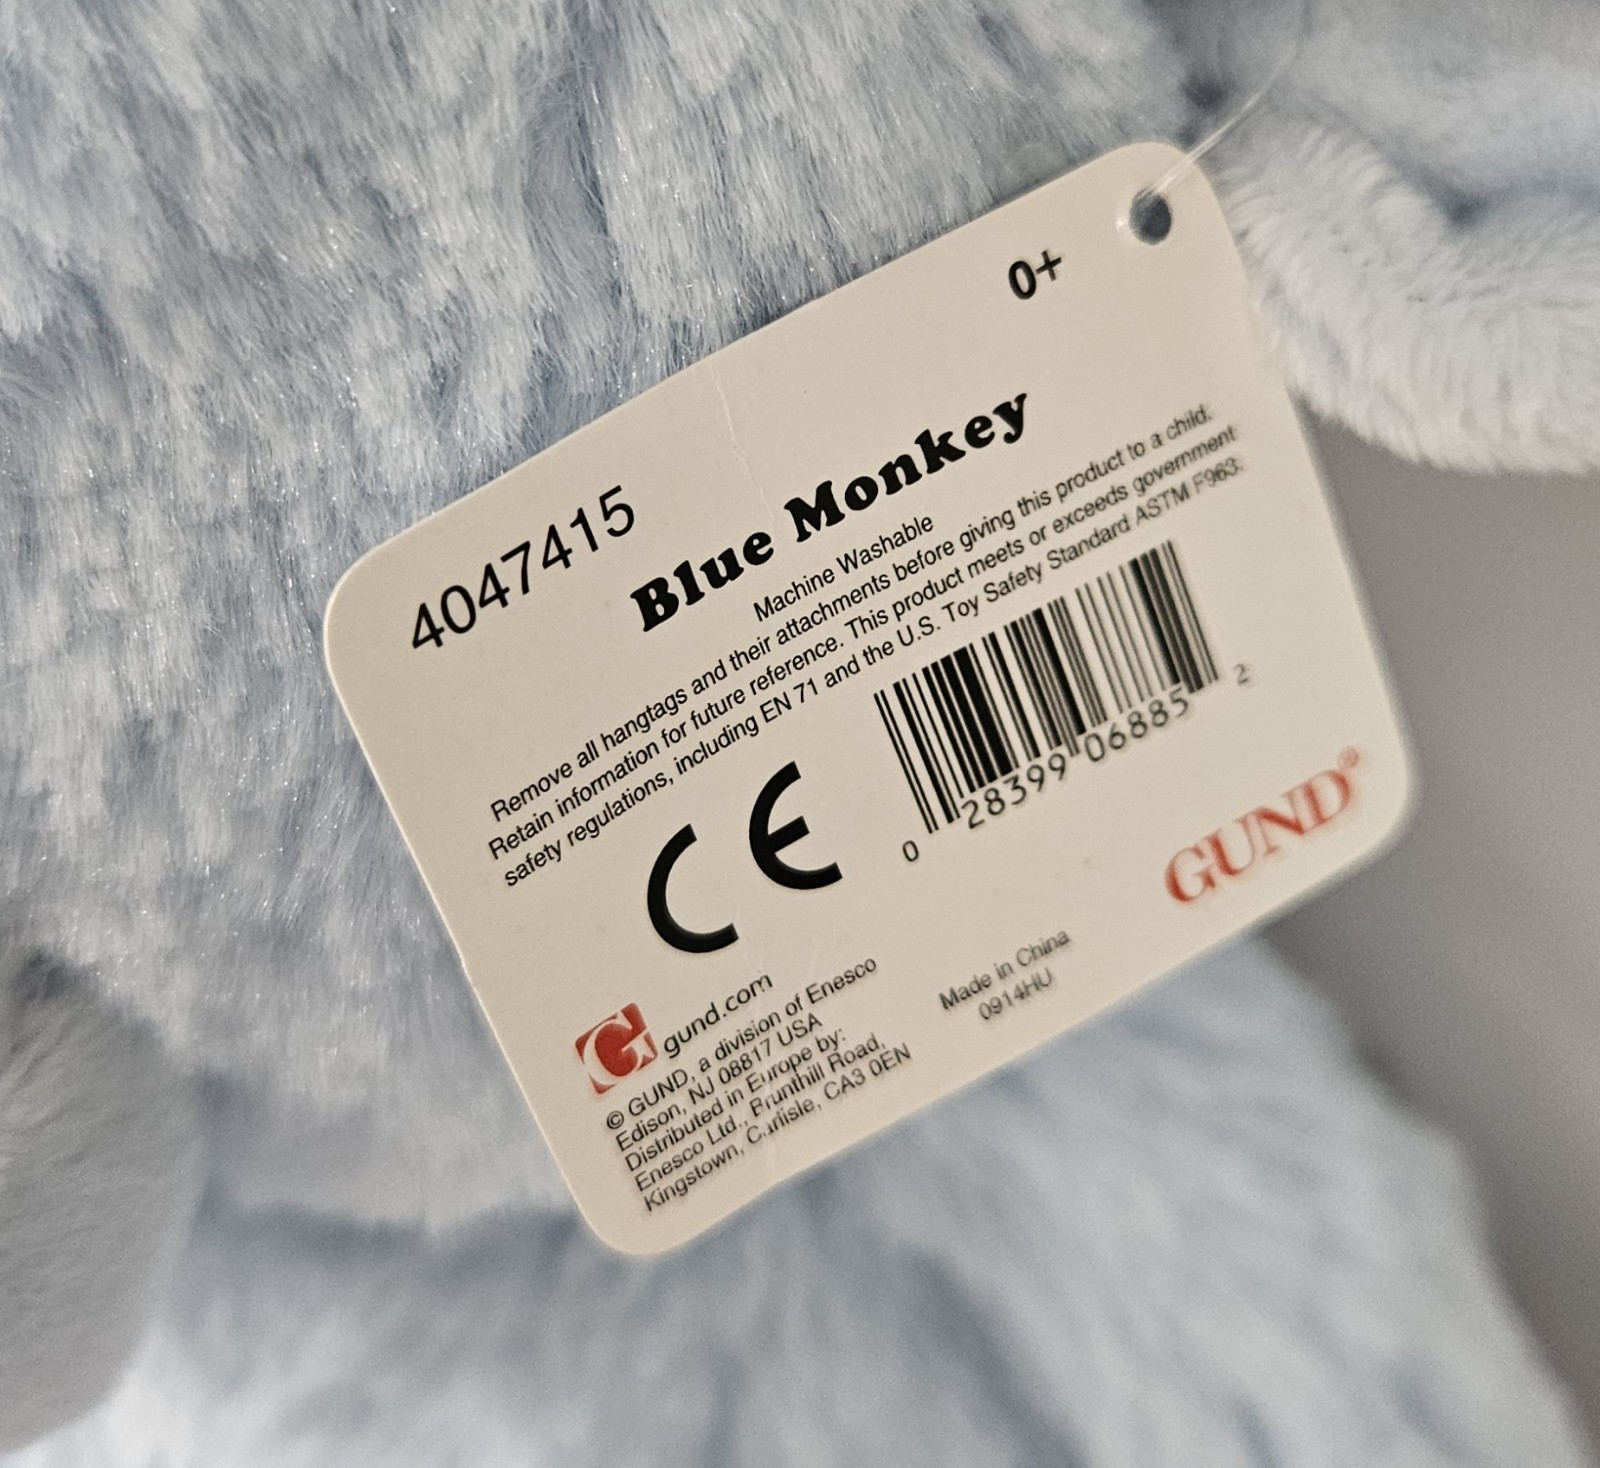 0+
4047415
Blue Monkey
Machine Washable
Remove all hangtags and their attachments before giving this product to a child.
Retain information for future reference. This product meets or exceeds government
safety regulations, including EN 71 and the U.S. Toy Safety Standard ASTM F963.
CE
0 28399 06885 2
GUND®
G gund.com
© GUND, a division of Enesco
Edison, NJ 08817 USA
Distributed in Europe by:
Enesco Ltd., Brunthill Road,
Kingstown, Carlisle, CA3 0EN
Made in China
0914HU